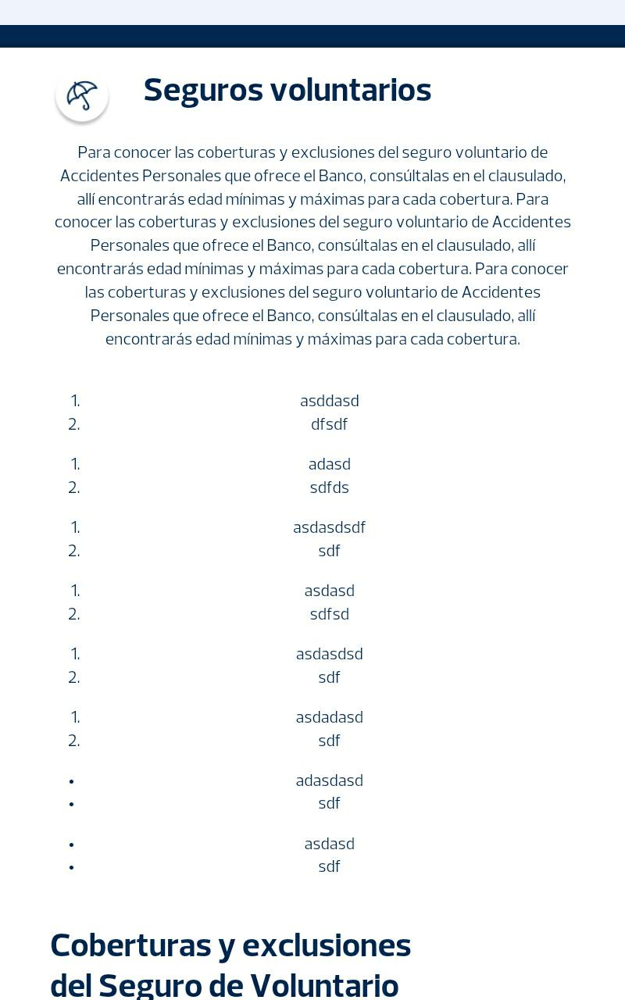 Seguros voluntarios
Para conocer las coberturas y exclusiones del seguro voluntario de
Accidentes Personales que ofrece el Banco, consúltalas en el clausulado,
allí encontrarás edad mínimas y máximas para cada cobertura. Para
conocer las coberturas y exclusiones del seguro voluntario de Accidentes
Personales que ofrece el Banco, consúltalas en el clausulado, allí
encontrarás edad mínimas y máximas para cada cobertura. Para conocer
las coberturas y exclusiones del seguro voluntario de Accidentes
Personales que ofrece el Banco, consúltalas en el clausulado, allí
encontrarás edad mínimas y máximas para cada cobertura.
1. asddasd
2. dfsdf
1. adasd
2. sdfds
1. asdasdsdf
2. sdf
1. asdasd
2. sdfsd
1. asdasdsd
2. sdf
1. asdadasd
2. sdf
• adasdasd
• sdf
• asdasd
• sdf
Coberturas y exclusiones
del Seguro de Voluntario